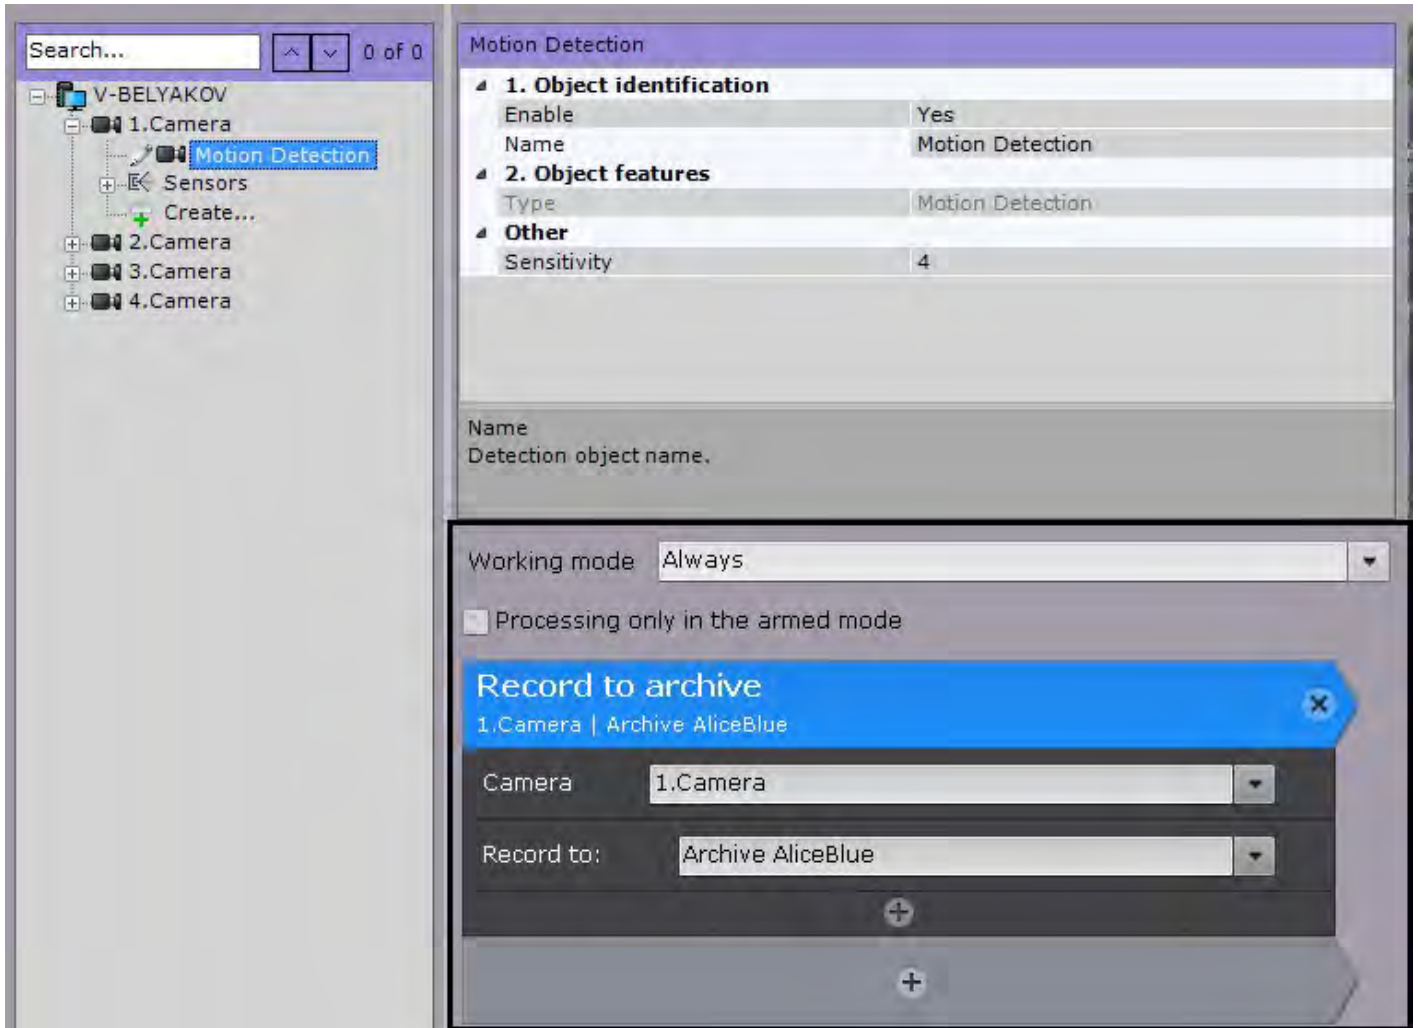 Search...
0 of 0
V-BELYAKOV
1.Camera
Motion Detection
Sensors
Create...
2.Camera
3.Camera
4.Camera
Motion Detection
1. Object identification
Enable Yes
Name Motion Detection
2. Object features
Type Motion Detection
Other
Sensitivity 4
Name
Detection object name.
Working mode Always
Processing only in the armed mode
Record to archive
1.Camera | Archive AliceBlue
Camera 1.Camera
Record to: Archive AliceBlue